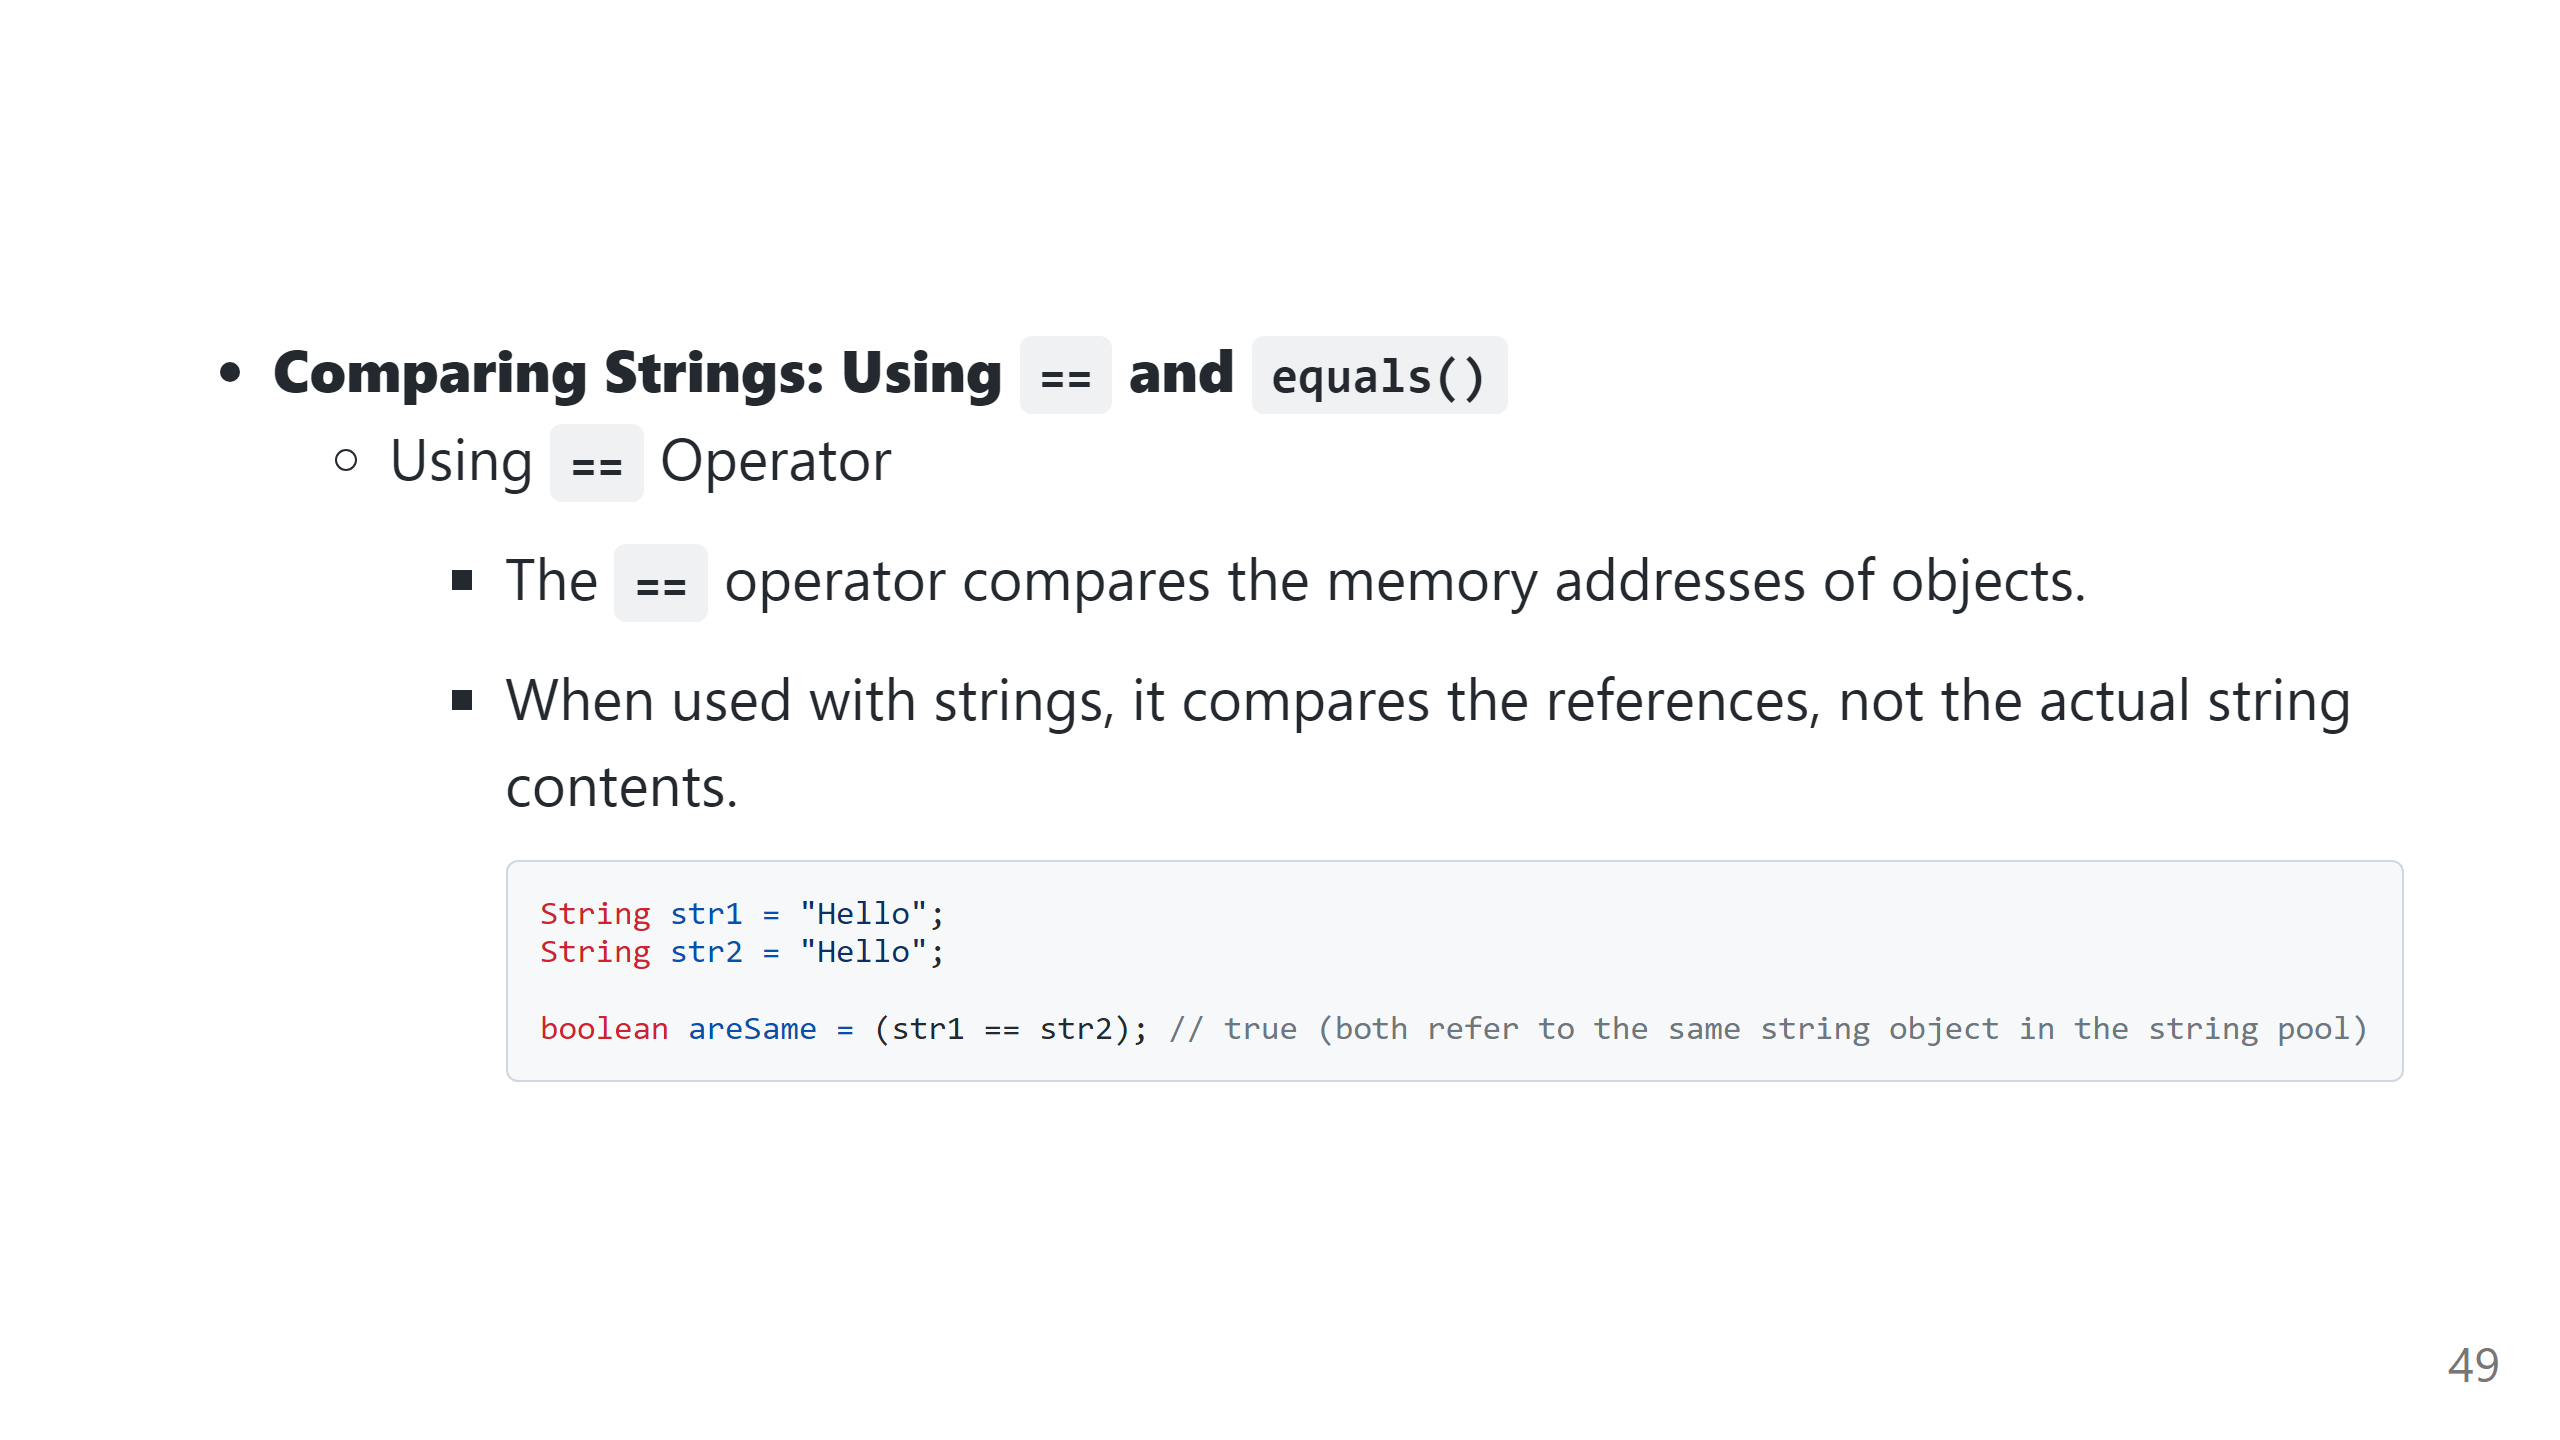 • Comparing Strings: Using == and equals()
○ Using == Operator
▪ The == operator compares the memory addresses of objects.
▪ When used with strings, it compares the references, not the actual string
contents.
String str1 = "Hello";
String str2 = "Hello";
boolean areSame = (str1 == str2); // true (both refer to the same string object in the string pool)
49